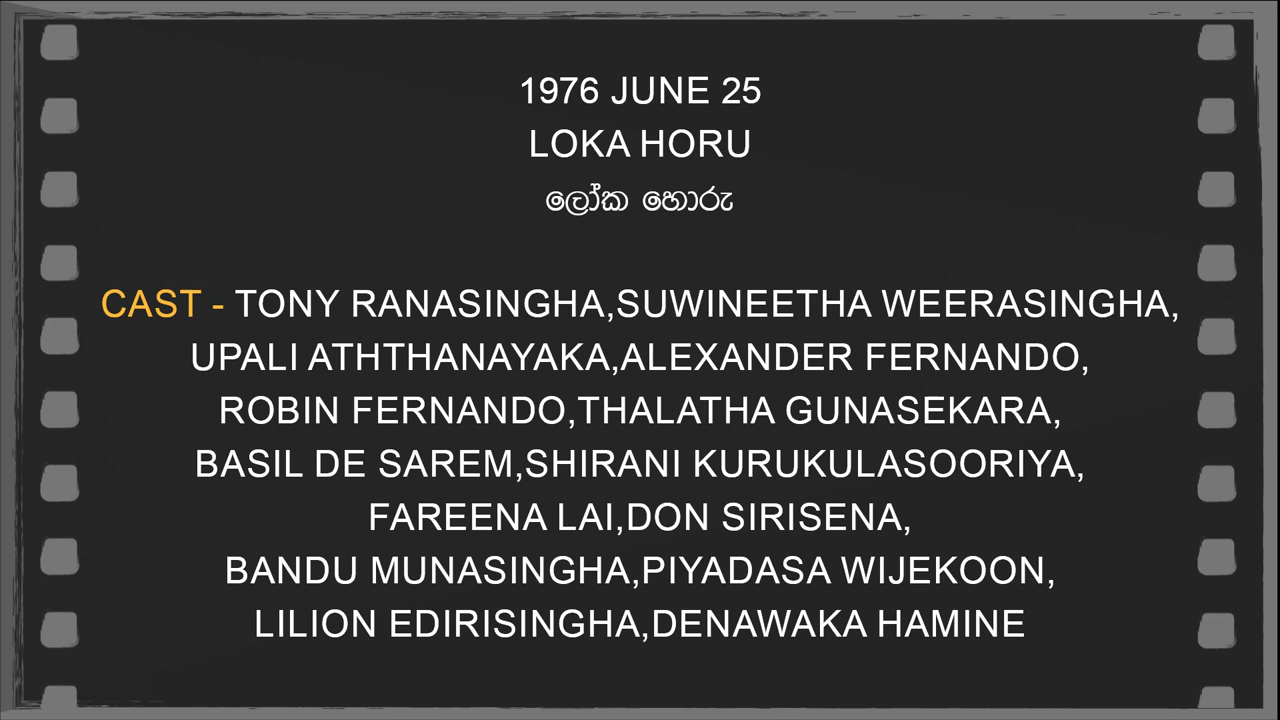 1976 JUNE 25
LOKA HORU
ලෝක හොරු
CAST - TONY RANASINGHA,SUWINEETHA WEERASINGHA,
UPALI ATHTHANAYAKA,ALEXANDER FERNANDO,
ROBIN FERNANDO,THALATHA GUNASEKARA,
BASIL DE SAREM,SHIRANI KURUKULASOORIYA,
FAREENA LAI,DON SIRISENA,
BANDU MUNASINGHA,PIYADASA WIJEKOON,
LILION EDIRISINGHA,DENAWAKA HAMINE